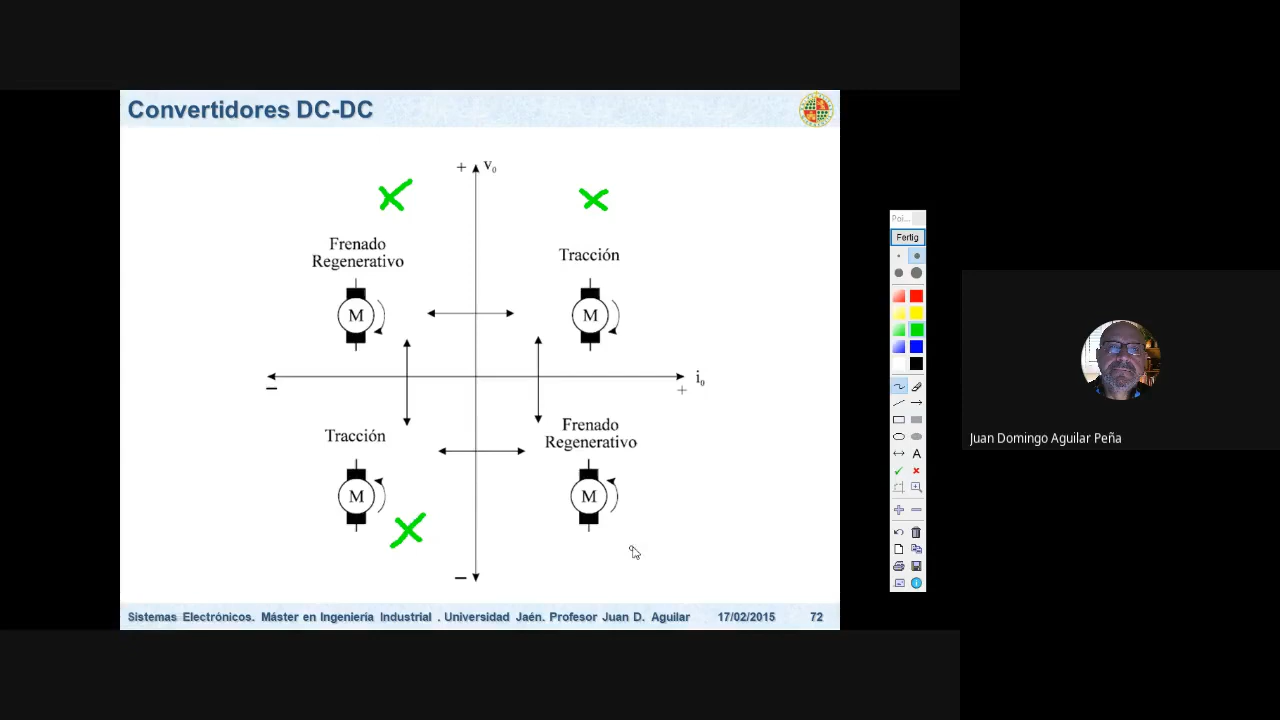 Convertidores DC-DC
+ v₀
Frenado
Regenerativo
Tracción
M
M
− i₀
+
Tracción
Frenado
Regenerativo
M
M
−
Sistemas Electrónicos. Máster en Ingeniería Industrial . Universidad Jaén. Profesor Juan D. Aguilar 17/02/2015 72
Poi...
Fertig
A
Juan Domingo Aguilar Peña